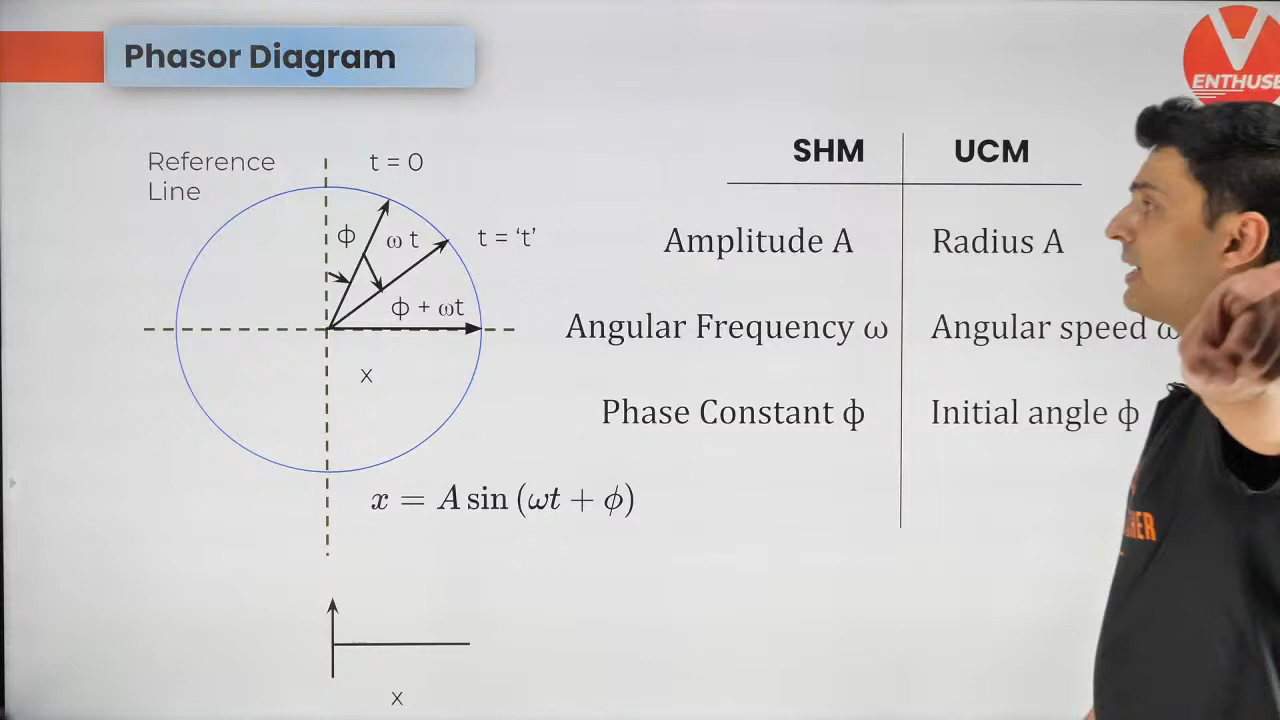 Phasor Diagram
ENTHUSE
Reference
Line
t = 0
ϕ
ω t
t = ‘t’
ϕ + ωt
x
x = A sin (ωt + ϕ)
x
SHM UCM
Amplitude A Radius A
Angular Frequency ω Angular speed ω
Phase Constant ϕ Initial angle ϕ